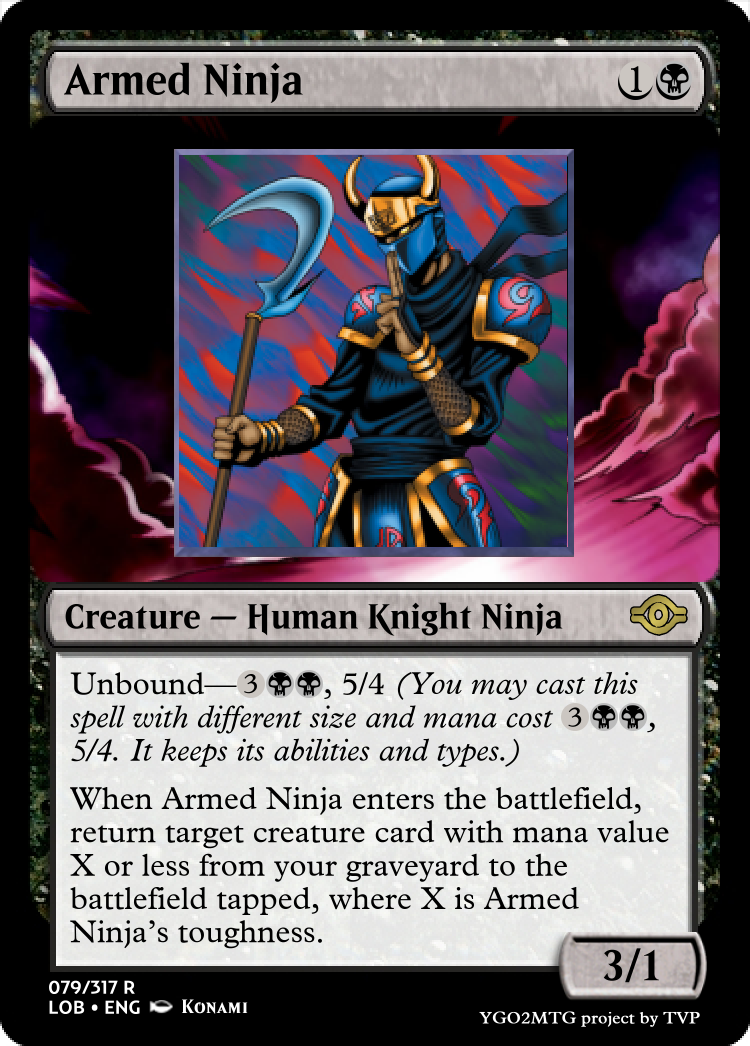 Armed Ninja 1
Creature — Human Knight Ninja
Unbound—3, 5/4 (You may cast this
spell with different size and mana cost 3,
5/4. It keeps its abilities and types.)
When Armed Ninja enters the battlefield,
return target creature card with mana value
X or less from your graveyard to the
battlefield tapped, where X is Armed
Ninja's toughness.
3/1
079/317 R
LOB • ENG Konami
YGO2MTG project by TVP